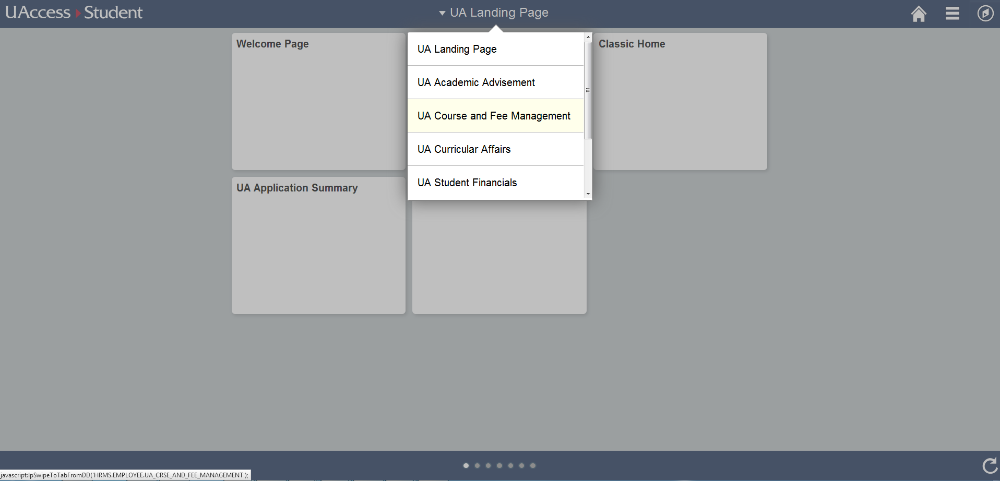 UAccess Student
UA Landing Page
Welcome Page
UA Landing Page
UA Academic Advisement
UA Course and Fee Management
UA Curricular Affairs
UA Student Financials
Classic Home
UA Application Summary
javascript:lpSwipeToTabFromDD('HRMS.EMPLOYEE.UA_CRSE_AND_FEE_MANAGEMENT');